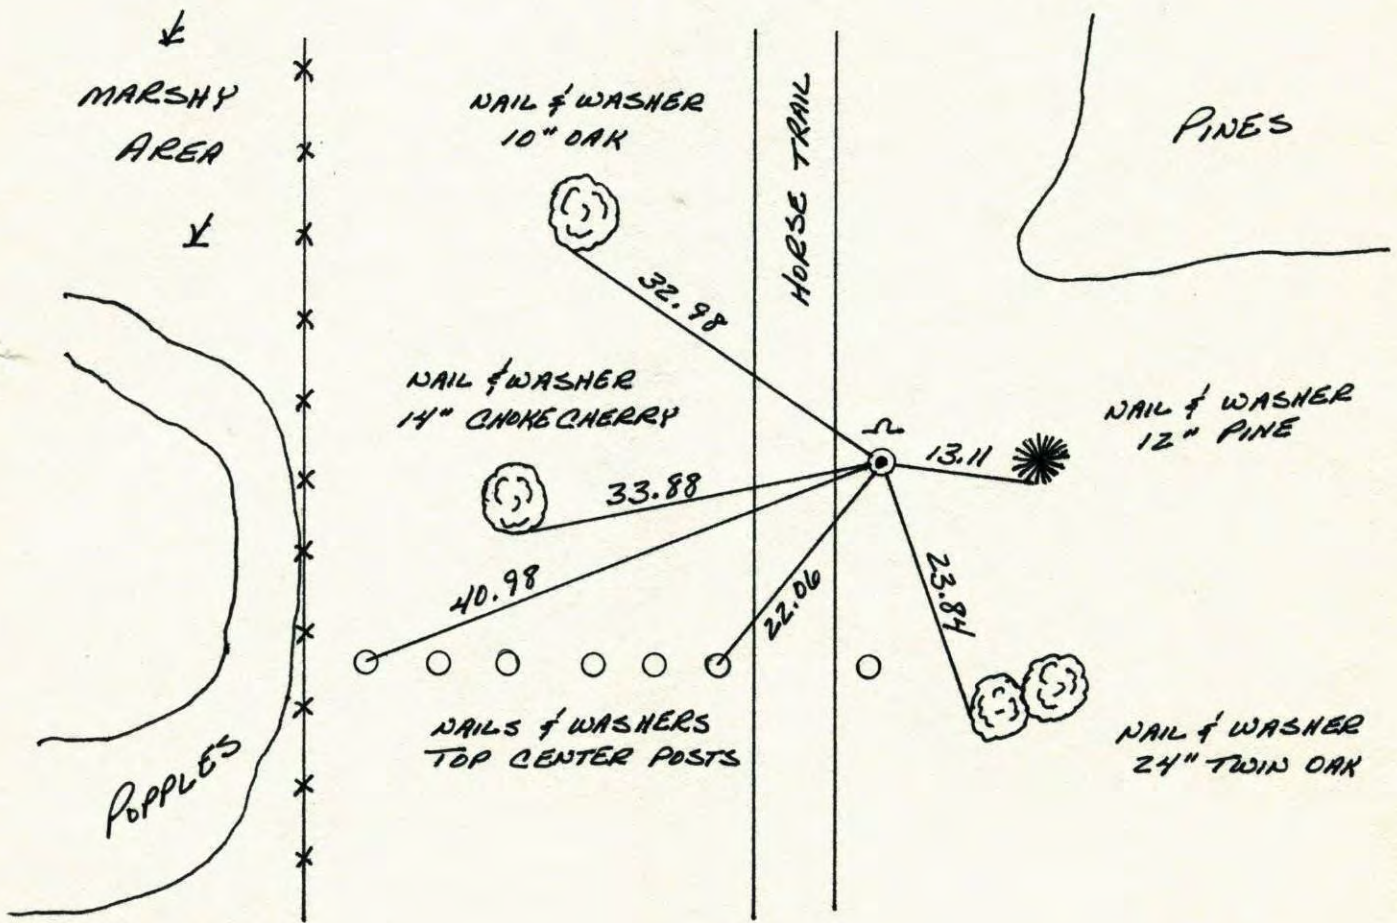 MARSHY
AREA
NAIL & WASHER
10" OAK
HORSE TRAIL
PINES
32.98
NAIL & WASHER
14" CHOKECHERRY
NAIL & WASHER
12" PINE
13.11
33.88
40.98
22.06
23.84
NAILS & WASHERS
TOP CENTER POSTS
NAIL & WASHER
24" TWIN OAK
POPPLES